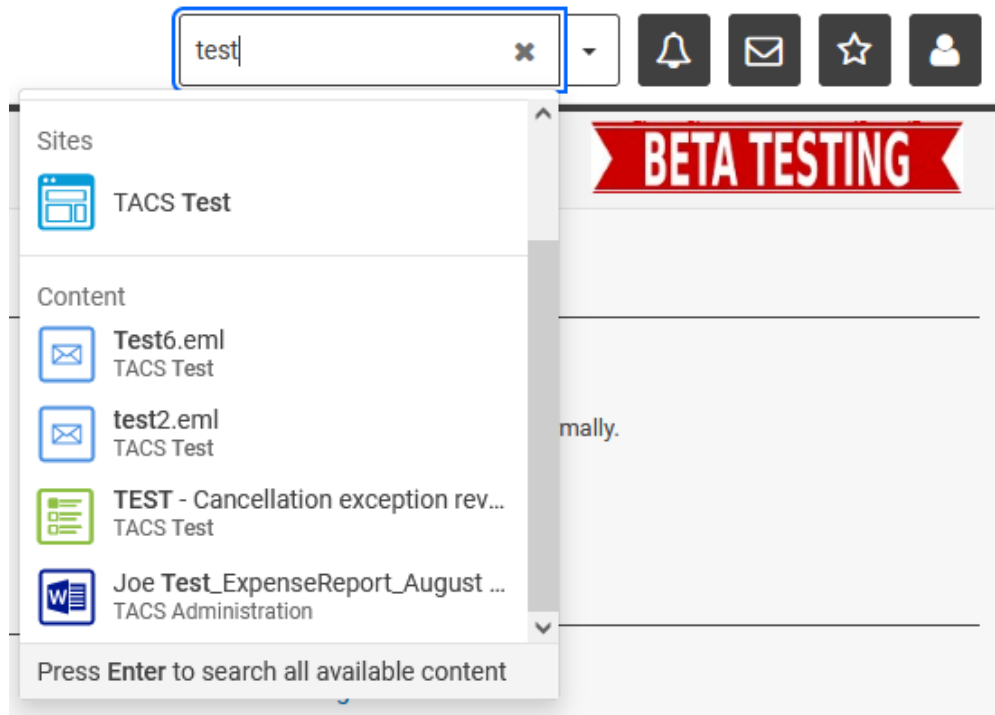 test
BETA TESTING
Sites
TACS Test
Content
Test6.eml
TACS Test
test2.eml
TACS Test
mally.
TEST - Cancellation exception rev...
TACS Test
Joe Test_ExpenseReport_August ...
TACS Administration
Press Enter to search all available content